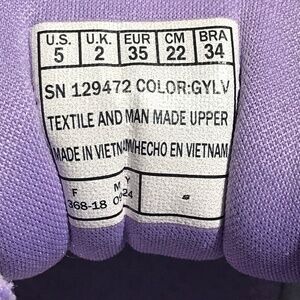 U.S. U.K. EUR CM BRA
5 2 35 22 34
SN 129472 COLOR:GYLV
TEXTILE AND MAN MADE UPPER
MADE IN VIETNAM/HECHO EN VIETNAM
F M Y
368-18